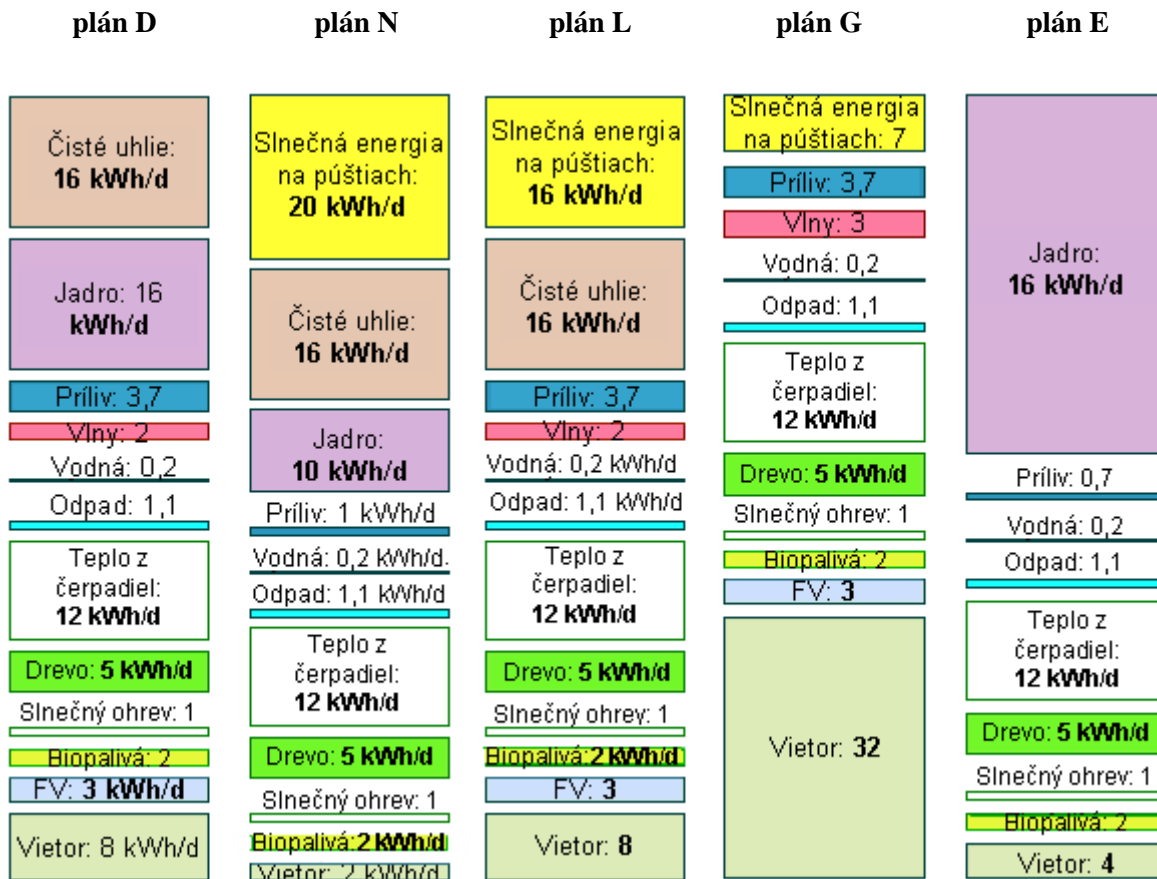 plán D
plán N
plán L
plán G
plán E
Čisté uhlie:
16 kWh/d
Jadro: 16
kWh/d
Príliv: 3,7
Vlny: 2
Vodná: 0,2
Odpad: 1,1
Teplo z
čerpadiel:
12 kWh/d
Drevo: 5 kWh/d
Slnečný ohrev: 1
Biopalivá: 2
FV: 3 kWh/d
Vietor: 8 kWh/d
Slnečná energia
na púštiach:
20 kWh/d
Čisté uhlie:
16 kWh/d
Jadro:
10 kWh/d
Príliv: 1 kWh/d
Vodná: 0,2 kWh/d.
Odpad: 1,1 kWh/d
Teplo z
čerpadiel:
12 kWh/d
Drevo: 5 kWh/d
Slnečný ohrev: 1
Biopalivá:2 kWh/d
Vietor: 2 kWh/d
Slnečná energia
na púštiach:
16 kWh/d
Čisté uhlie:
16 kWh/d
Príliv: 3,7
Vlny: 2
Vodná: 0,2 kWh/d
Odpad: 1,1 kWh/d
Teplo z
čerpadiel:
12 kWh/d
Drevo: 5 kWh/d
Slnečný ohrev: 1
Biopalivá:2 kWh/d
FV: 3
Vietor: 8
Slnečná energia
na púštiach: 7
Príliv: 3,7
Vlny: 3
Vodná: 0,2
Odpad: 1,1
Teplo z
čerpadiel:
12 kWh/d
Drevo: 5 kWh/d
Slnečný ohrev: 1
Biopalivá: 2
FV: 3
Vietor: 32
Jadro:
16 kWh/d
Príliv: 0,7
Vodná: 0,2
Odpad: 1,1
Teplo z
čerpadiel:
12 kWh/d
Drevo: 5 kWh/d
Slnečný ohrev: 1
Biopalivá: 2
Vietor: 4